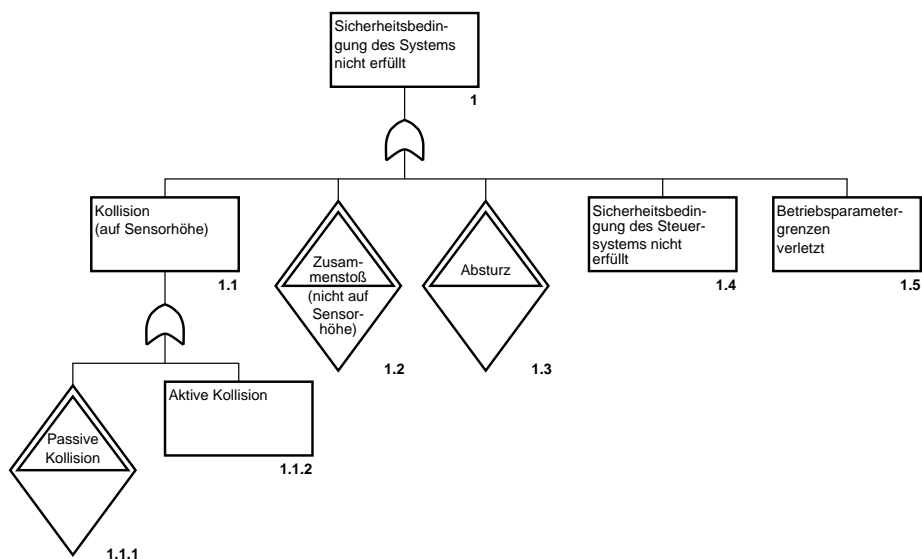 Sicherheitsbedin-
gung des Systems
nicht erfüllt
1
Kollision
(auf Sensorhöhe)
1.1
Zusam-
menstoß
(nicht auf
Sensor-
höhe)
1.2
Absturz
1.3
Sicherheitsbedin-
gung des Steuer-
systems nicht
erfüllt
1.4
Betriebsparameter-
grenzen
verletzt
1.5
Passive
Kollision
1.1.1
Aktive Kollision
1.1.2